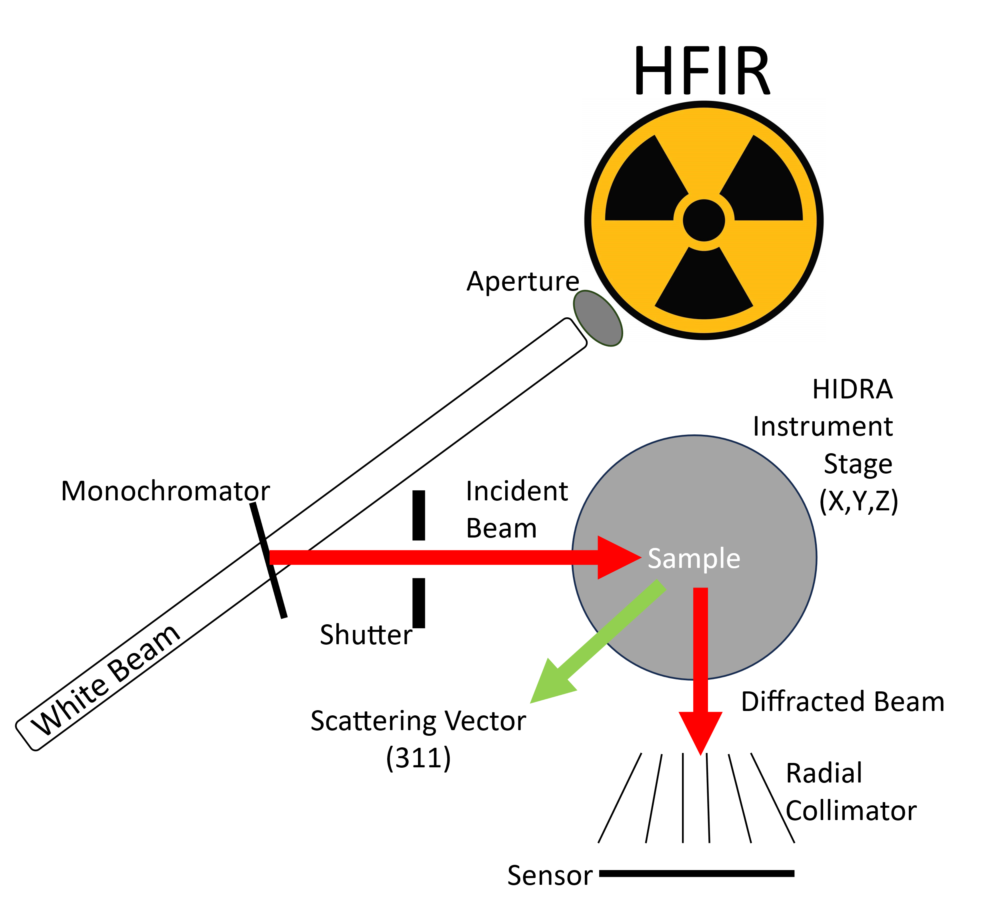 HFIR
Aperture
HIDRA
Instrument
Stage
(X,Y,Z)
Monochromator
Incident
Beam
Sample
Shutter
White Beam
Scattering Vector
(311)
Diffracted Beam
Radial
Collimator
Sensor